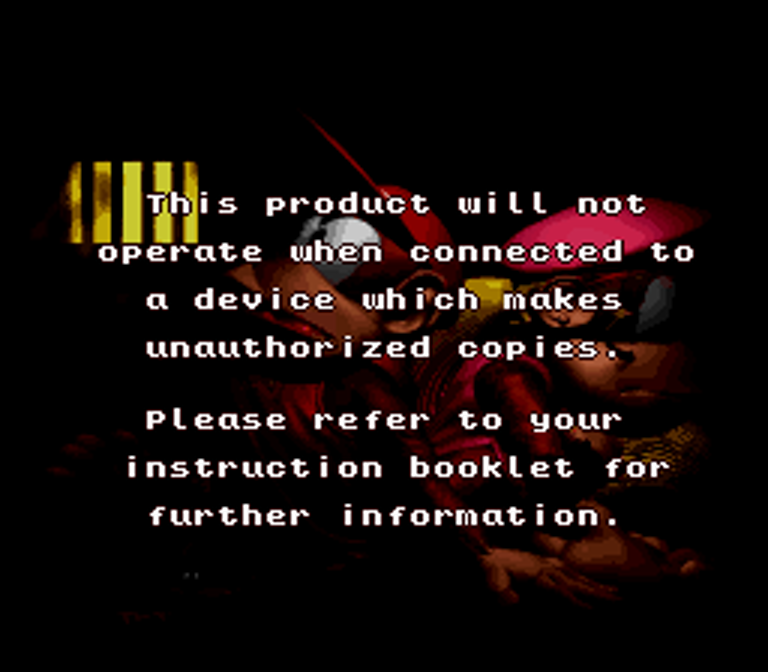 This product will not
operate when connected to
a device which makes
unauthorized copies.
Please refer to your
instruction booklet for
further information.